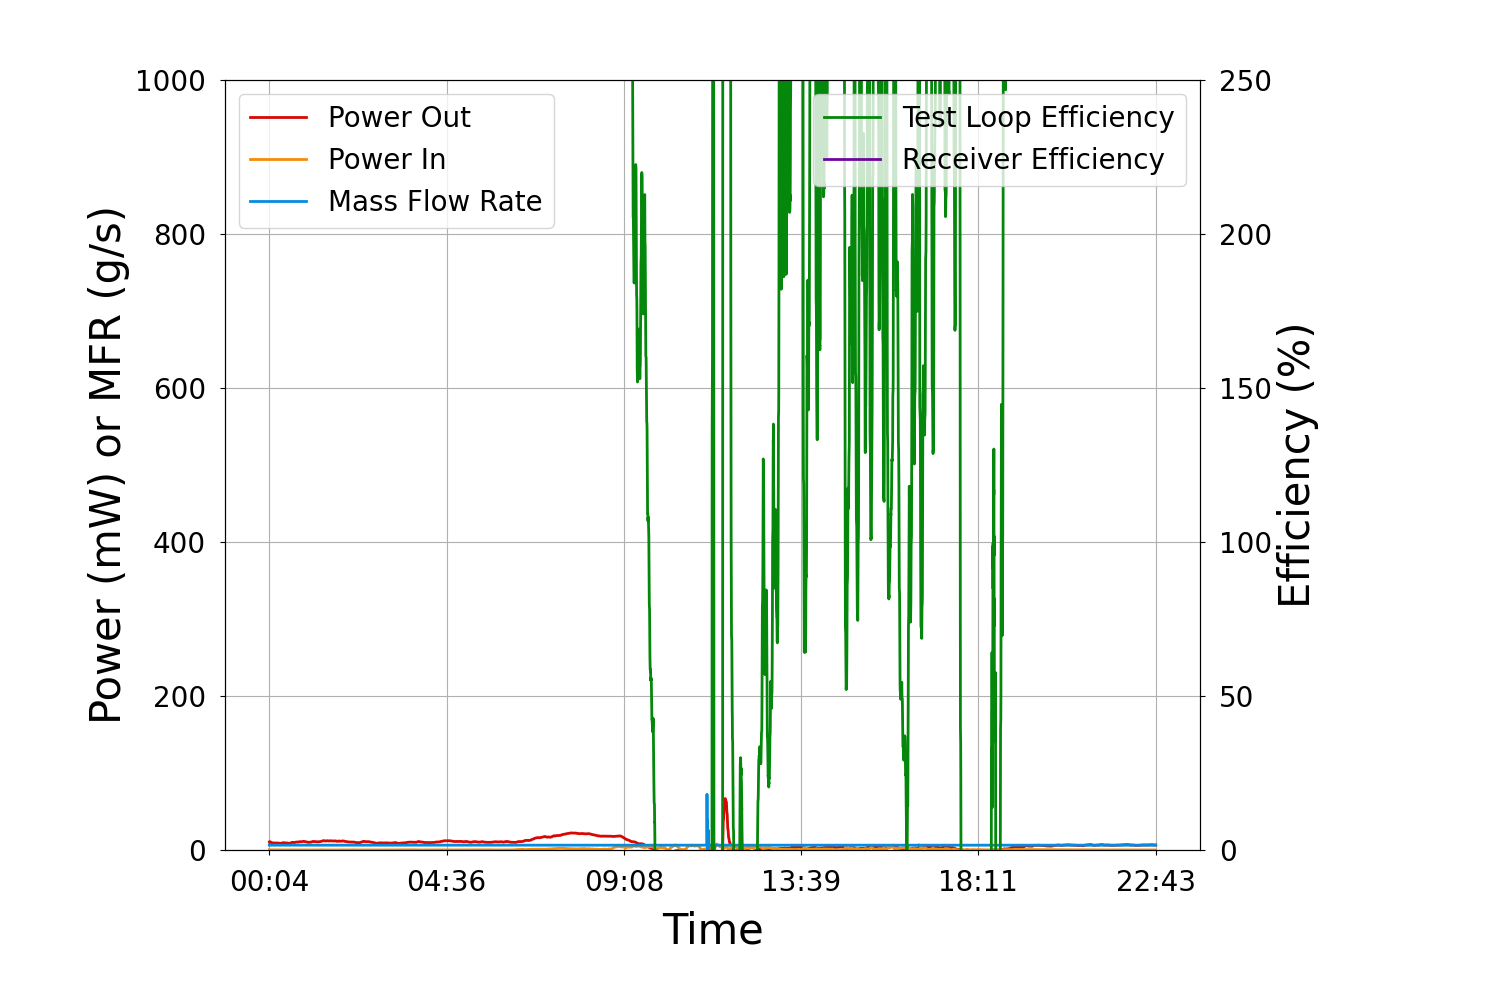 1000
800
600
400
200
0
Power (mW) or MFR (g/s)
Power Out
Power In
Mass Flow Rate
Test Loop Efficiency
Receiver Efficiency
250
200
150
100
50
0
Efficiency (%)
00:04 04:36 09:08 13:39 18:11 22:43
Time